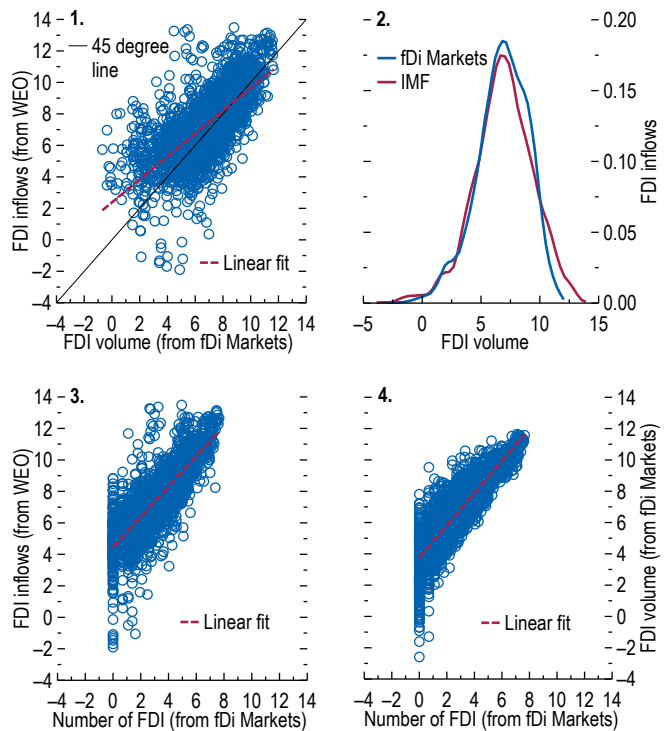 1.
45 degree
line
Linear fit
FDI inflows (from WEO)
14
12
10
8
6
4
2
0
–2
–4
–4 –2 0 2 4 6 8 10 12 14
FDI volume (from fDi Markets)
2.
fDi Markets
IMF
0.20
0.15
0.10
0.05
0.00
FDI inflows
–5 0 5 10 15
FDI volume
3.
Linear fit
FDI inflows (from WEO)
14
12
10
8
6
4
2
0
–2
–4
–4 –2 0 2 4 6 8 10 12 14
Number of FDI (from fDi Markets)
4.
Linear fit
14
12
10
8
6
4
2
0
–2
–4
FDI volume (from fDi Markets)
–4 –2 0 2 4 6 8 10 12 14
Number of FDI (from fDi Markets)